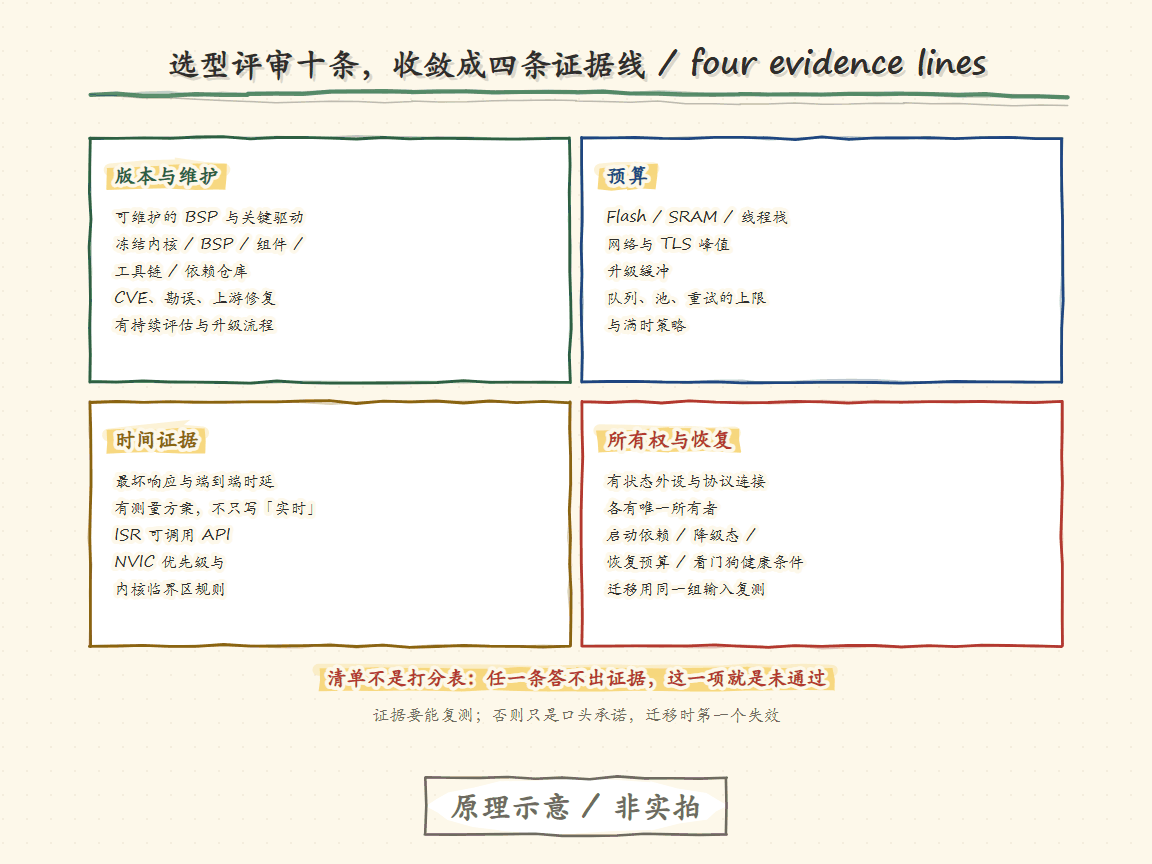 选型评审十条，收敛成四条证据线 / four evidence lines
版本与维护
可维护的 BSP 与关键驱动
冻结内核 / BSP / 组件 /
工具链 / 依赖仓库
CVE、勘误、上游修复
有持续评估与升级流程
预算
Flash / SRAM / 线程栈
网络与 TLS 峰值
升级缓冲
队列、池、重试的上限
与满时策略
时间证据
最坏响应与端到端时延
有测量方案，不只写「实时」
ISR 可调用 API
NVIC 优先级与
内核临界区规则
所有权与恢复
有状态外设与协议连接
各有唯一所有者
启动依赖 / 降级态 /
恢复预算 / 看门狗健康条件
迁移用同一组输入复测
清单不是打分表：任一条答不出证据，这一项就是未通过
证据要能复测；否则只是口头承诺，迁移时第一个失效
原理示意 / 非实拍